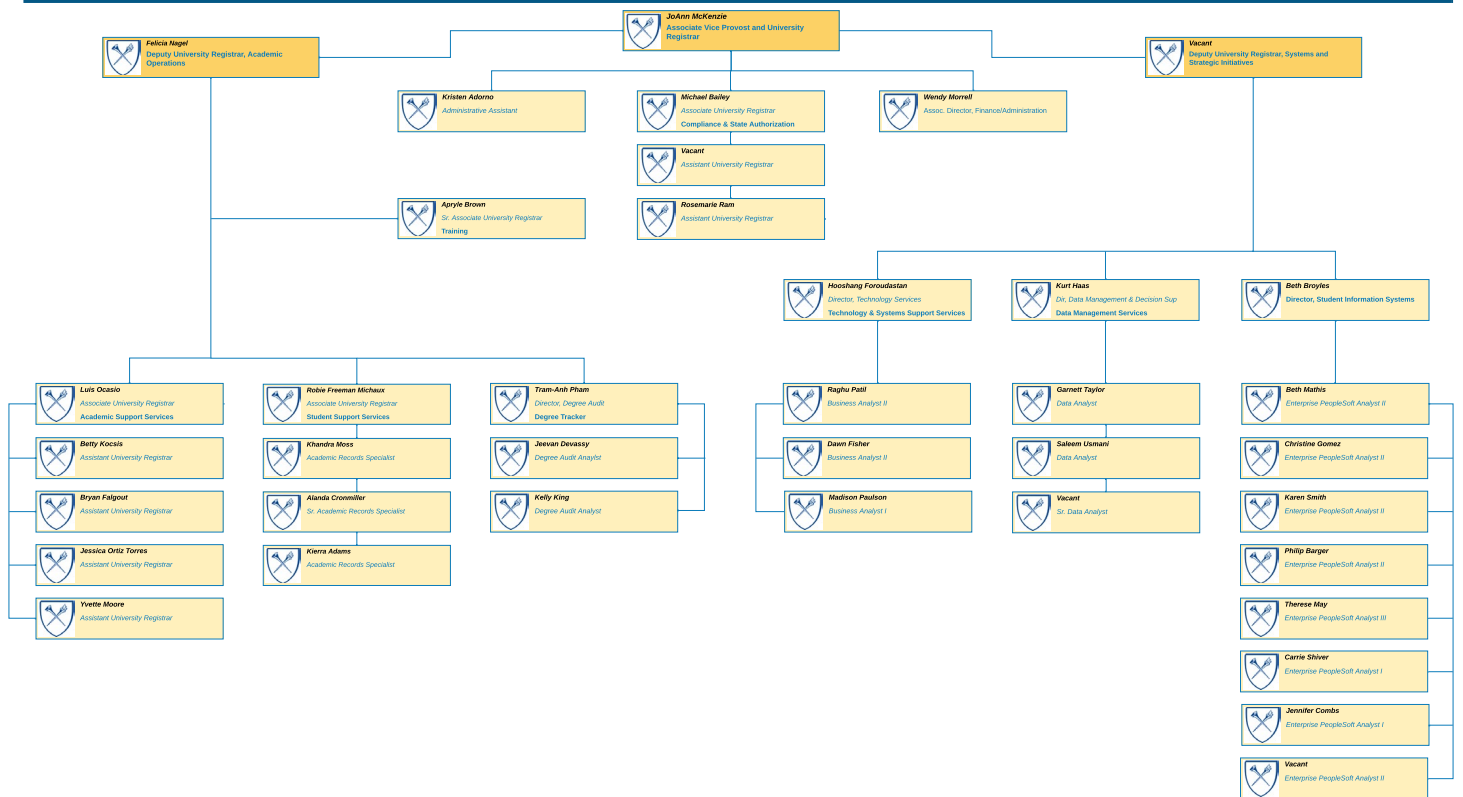 JoAnn McKenzie
Associate Vice Provost and University
Registrar
Felicia Nagel
Deputy University Registrar, Academic
Operations
Vacant
Deputy University Registrar, Systems and
Strategic Initiatives
Kristen Adorno
Administrative Assistant
Michael Bailey
Associate University Registrar
Compliance & State Authorization
Wendy Morrell
Assoc. Director, Finance/Administration
Vacant
Assistant University Registrar
Apryle Brown
Sr. Associate University Registrar
Training
Rosemarie Ram
Assistant University Registrar
Hooshang Foroudastan
Director, Technology Services
Technology & Systems Support Services
Kurt Haas
Dir, Data Management & Decision Sup
Data Management Services
Beth Broyles
Director, Student Information Systems
Luis Ocasio
Associate University Registrar
Academic Support Services
Robie Freeman Michaux
Associate University Registrar
Student Support Services
Tram-Anh Pham
Director, Degree Audit
Degree Tracker
Raghu Patil
Business Analyst II
Garnett Taylor
Data Analyst
Beth Mathis
Enterprise PeopleSoft Analyst II
Betty Kocsis
Assistant University Registrar
Khandra Moss
Academic Records Specialist
Jeevan Devassy
Degree Audit Anaylst
Dawn Fisher
Business Analyst II
Saleem Usmani
Data Analyst
Christine Gomez
Enterprise PeopleSoft Analyst II
Bryan Falgout
Assistant University Registrar
Alanda Cronmiller
Sr. Academic Records Specialist
Kelly King
Degree Audit Analyst
Madison Paulson
Business Analyst I
Vacant
Sr. Data Analyst
Karen Smith
Enterprise PeopleSoft Analyst II
Jessica Ortiz Torres
Assistant University Registrar
Kierra Adams
Academic Records Specialist
Philip Barger
Enterprise PeopleSoft Analyst II
Yvette Moore
Assistant University Registrar
Therese May
Enterprise PeopleSoft Analyst III
Carrie Shiver
Enterprise PeopleSoft Analyst I
Jennifer Combs
Enterprise PeopleSoft Analyst I
Vacant
Enterprise PeopleSoft Analyst II